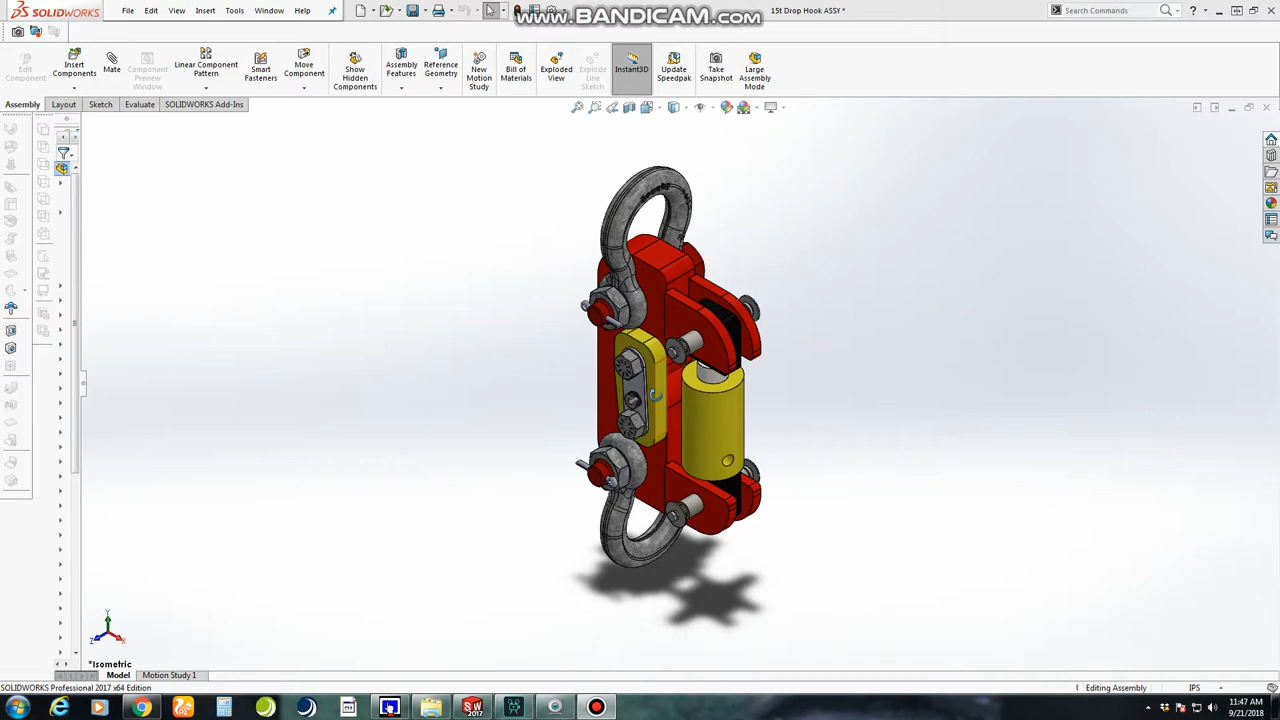 SOLIDWORKS
File Edit View Insert Tools Window Help
www.BANDICAM.com
15t Drop Hook ASSY *
Search Commands
Edit Component
Insert Components
Mate
Component Preview Window
Linear Component Pattern
Smart Fasteners
Move Component
Show Hidden Components
Assembly Features
Reference Geometry
New Motion Study
Bill of Materials
Exploded View
Explode Line Sketch
Instant3D
Update Speedpak
Take Snapshot
Large Assembly Mode
Assembly Layout Sketch Evaluate SOLIDWORKS Add-Ins
Y
Z X
*Isometric
Model Motion Study 1
SOLIDWORKS Professional 2017 x64 Edition
Editing Assembly
IPS
SW 2017
11:47 AM
9/21/2018